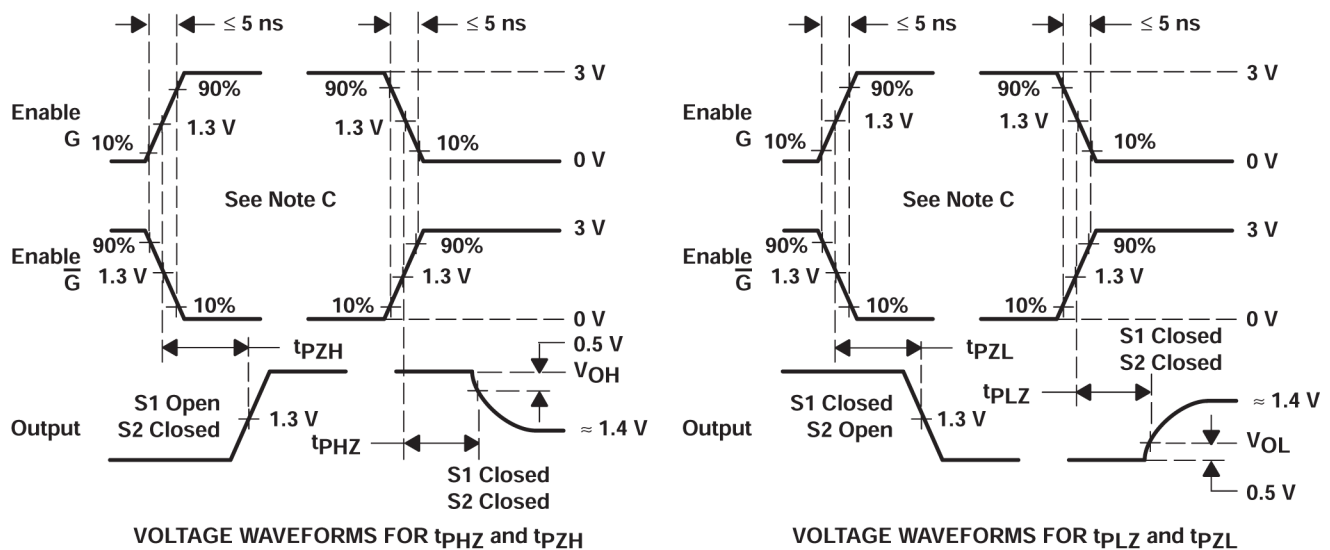 ≤ 5 ns
≤ 5 ns
3 V
90%
90%
Enable
G
1.3 V
1.3 V
10%
10%
0 V
See Note C
3 V
90%
90%
Enable
G
1.3 V
1.3 V
10%
10%
0 V
tPZH
0.5 V
VOH
S1 Open
S2 Closed
Output
1.3 V
tPHZ
≈ 1.4 V
S1 Closed
S2 Closed
VOLTAGE WAVEFORMS FOR tPHZ and tPZH
≤ 5 ns
≤ 5 ns
3 V
90%
90%
Enable
G
1.3 V
1.3 V
10%
10%
0 V
See Note C
3 V
90%
90%
Enable
G
1.3 V
1.3 V
10%
10%
0 V
S1 Closed
S2 Closed
tPZL
tPLZ
≈ 1.4 V
S1 Closed
S2 Open
Output
1.3 V
VOL
0.5 V
VOLTAGE WAVEFORMS FOR tPLZ and tPZL